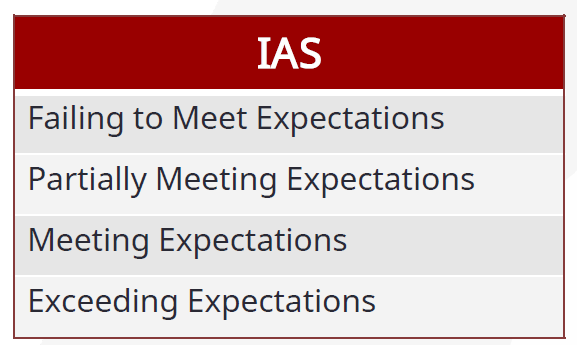 IAS
Failing to Meet Expectations
Partially Meeting Expectations
Meeting Expectations
Exceeding Expectations